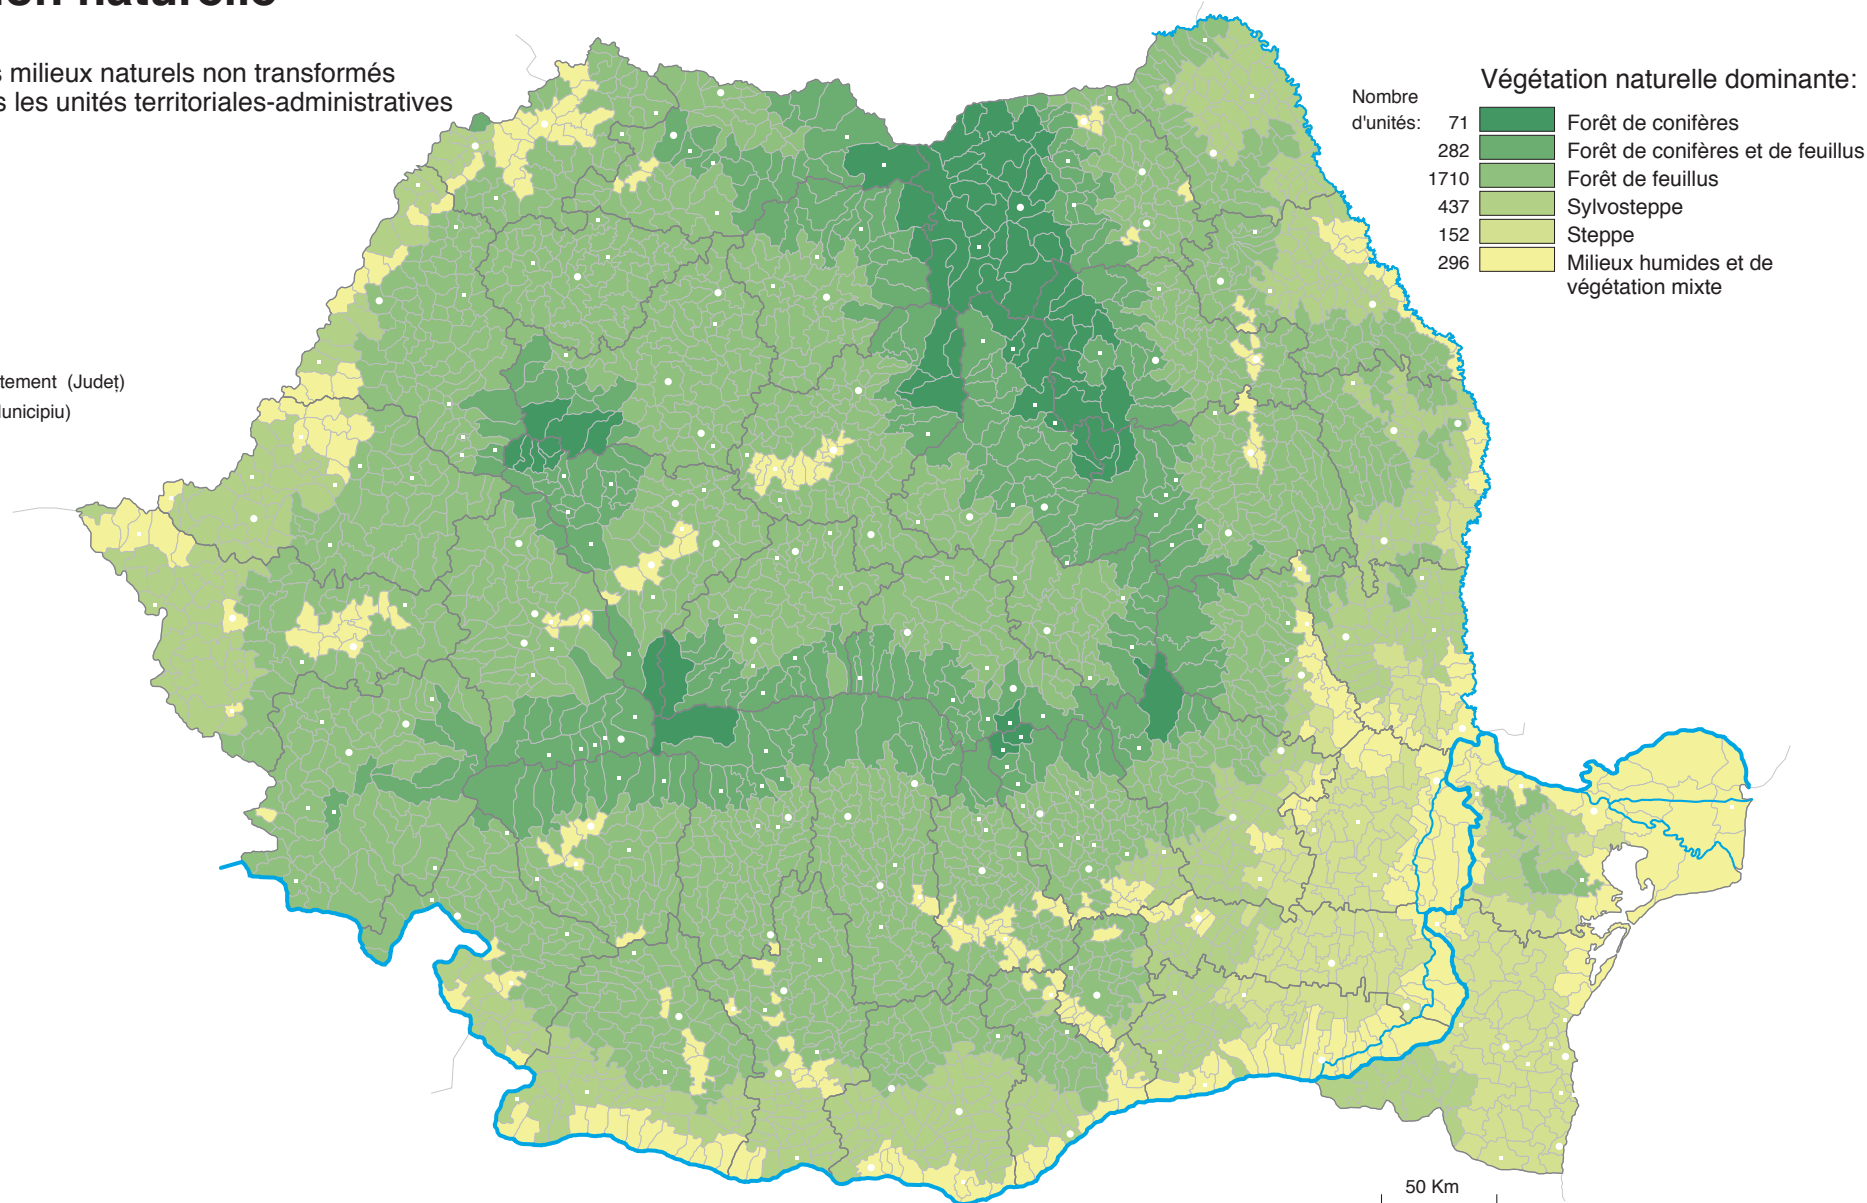 naturelle
milieux naturels non transformés
les unités territoriales-administratives
(Județ)
Végétation naturelle dominante:
Nombre
d'unités:
71 Forêt de conifères
282 Forêt de conifères et de feuillus
1710 Forêt de feuillus
437 Sylvosteppe
152 Steppe
296 Milieux humides et de
végétation mixte
50 Km